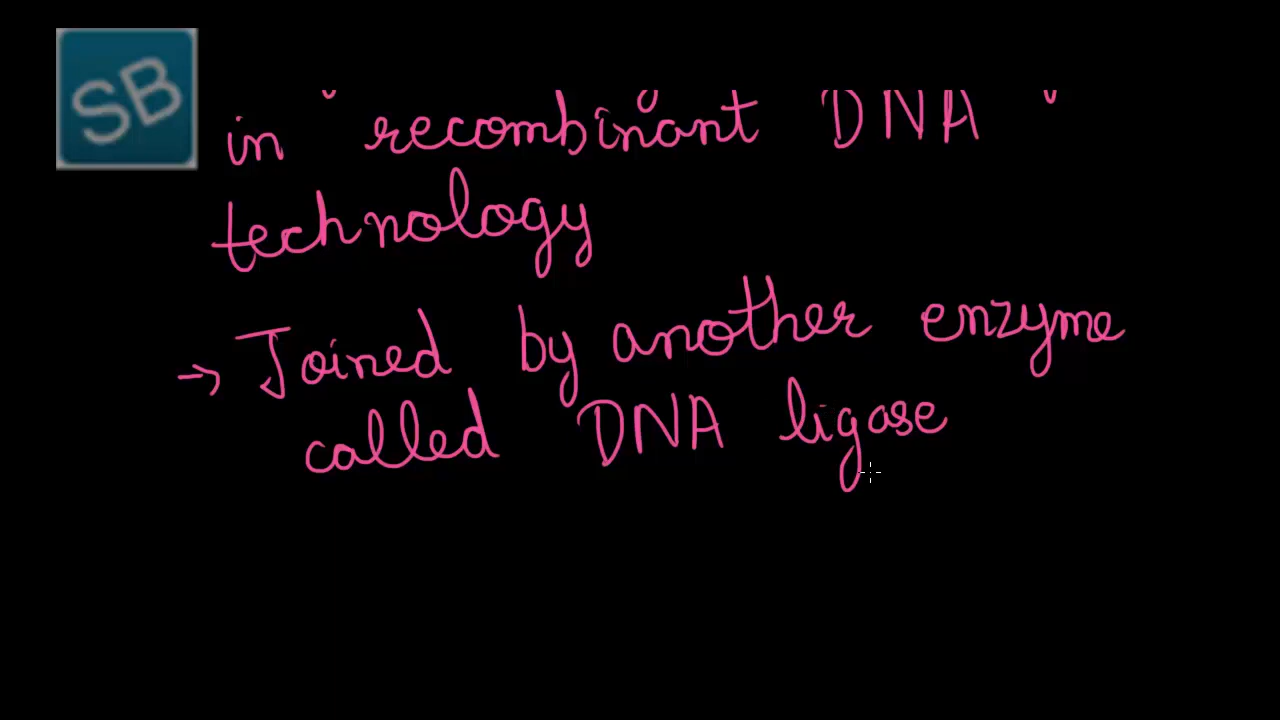 SB
in recombinant DNA
technology
→ Joined by another enzyme
called DNA ligase